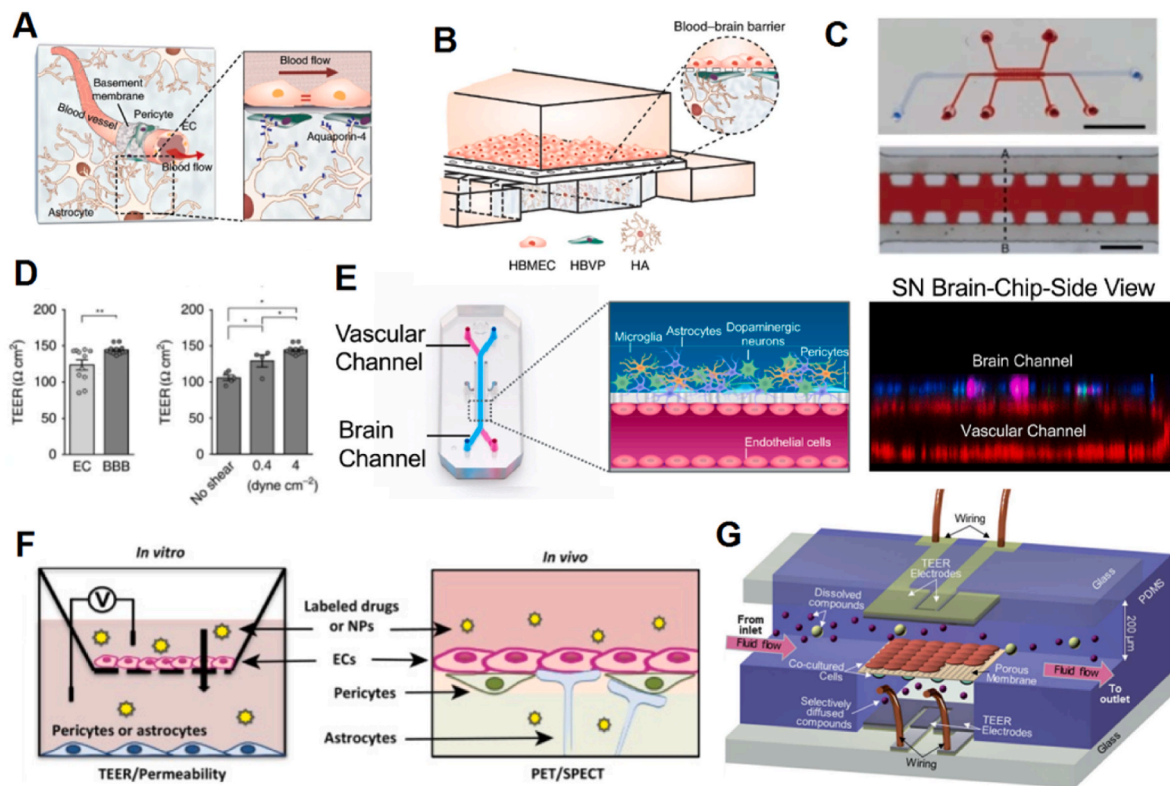 A
Blood flow
Basement
membrane
Pericyte
EC
Blood vessel
Aquaporin-4
Blood flow
Astrocyte
B
Blood–brain barrier
HBMEC
HBVP
HA
C
A
B
D
TEER (Ω cm²)
200
150
100
50
0
**
EC
BBB
TEER (Ω cm²)
200
150
100
50
0
*
*
*
No shear
0.4
4
(dyne cm⁻²)
E
Vascular
Channel
Brain
Channel
Microglia
Astrocytes
Dopaminergic
neurons
Pericytes
Endothelial cells
SN Brain-Chip-Side View
Brain Channel
Vascular Channel
F
In vitro
V
Pericytes or astrocytes
TEER/Permeability
Labeled drugs
or NPs
ECs
Pericytes
Astrocytes
In vivo
PET/SPECT
G
Wiring
TEER
Electrodes
Glass
PDMS
Dissolved
compounds
From
inlet
Fluid flow
200 μm
Co-cultured
Cells
Porous
Membrane
Fluid flow
To
outlet
Selectively
diffused
compounds
TEER
Electrodes
Glass
Wiring